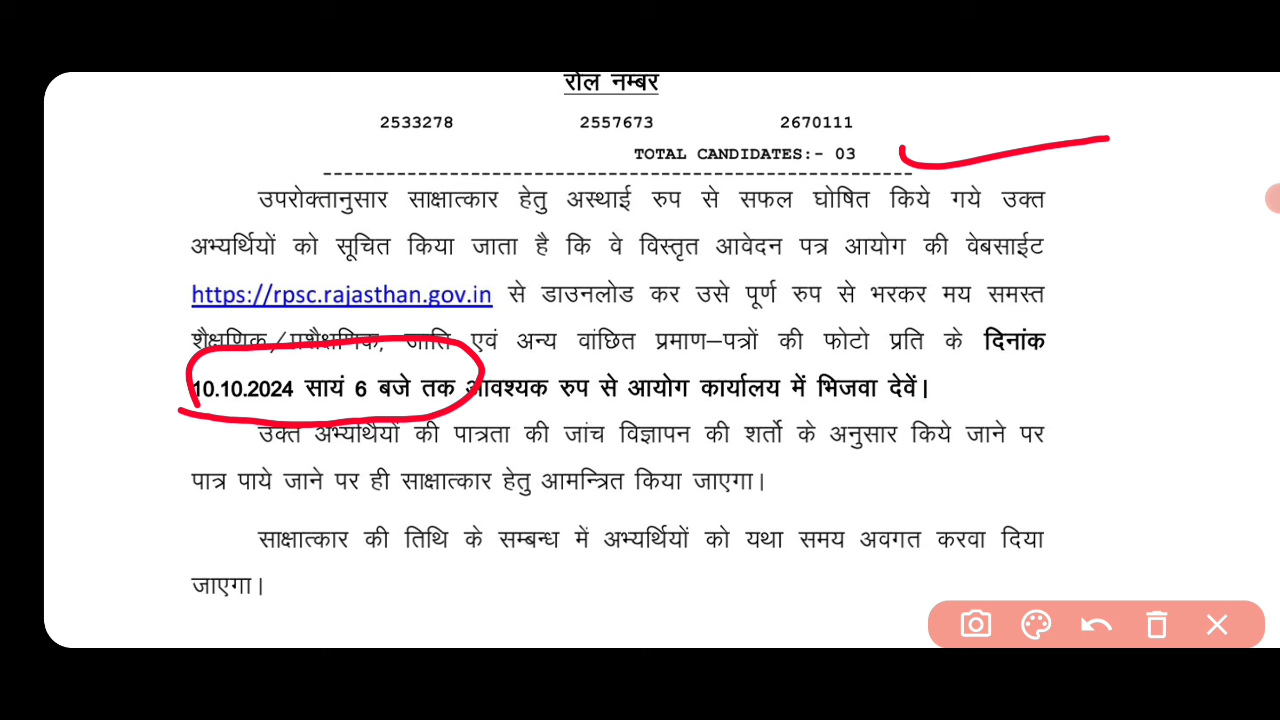 रोल नम्बर
2533278 2557673 2670111
TOTAL CANDIDATES:- 03
उपरोक्तानुसार साक्षात्कार हेतु अस्थाई रुप से सफल घोषित किये गये उक्त
अभ्यर्थियों को सूचित किया जाता है कि वे विस्तृत आवेदन पत्र आयोग की वेबसाईट
https://rpsc.rajasthan.gov.in से डाउनलोड कर उसे पूर्ण रुप से भरकर मय समस्त
शैक्षणिक/प्रशैक्षणिक, जाति एवं अन्य वांछित प्रमाण–पत्रों की फोटो प्रति के दिनांक
10.10.2024 सायं 6 बजे तक आवश्यक रुप से आयोग कार्यालय में भिजवा देवें।
उक्त अभ्यर्थियों की पात्रता की जांच विज्ञापन की शर्तो के अनुसार किये जाने पर
पात्र पाये जाने पर ही साक्षात्कार हेतु आमन्त्रित किया जाएगा।
साक्षात्कार की तिथि के सम्बन्ध में अभ्यर्थियों को यथा समय अवगत करवा दिया
जाएगा।